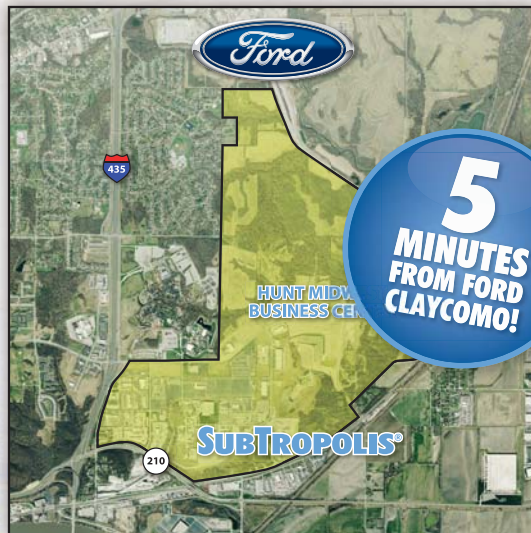 Ford
435
5
MINUTES
FROM FORD
CLAYCOMO!
HUNT MIDW
BUSINESS CEN
SUBTROPOLIS®
210